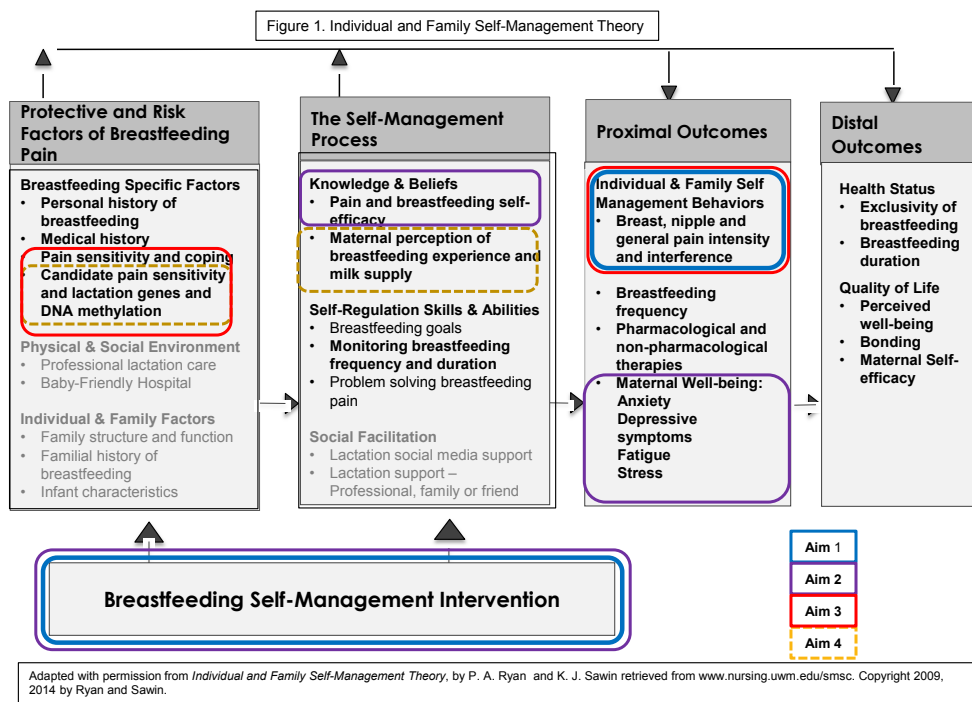 Figure 1. Individual and Family Self-Management Theory
Protective and Risk
Factors of Breastfeeding
Pain
Breastfeeding Specific Factors
• Personal history of
breastfeeding
• Medical history
• Pain sensitivity and coping
• Candidate pain sensitivity
and lactation genes and
DNA methylation
Physical & Social Environment
• Professional lactation care
• Baby-Friendly Hospital
Individual & Family Factors
• Family structure and function
• Familial history of
breastfeeding
• Infant characteristics
The Self-Management
Process
Knowledge & Beliefs
• Pain and breastfeeding self-
efficacy
• Maternal perception of
breastfeeding experience and
milk supply
Self-Regulation Skills & Abilities
• Breastfeeding goals
• Monitoring breastfeeding
frequency and duration
• Problem solving breastfeeding
pain
Social Facilitation
• Lactation social media support
• Lactation support –
Professional, family or friend
Proximal Outcomes
Individual & Family Self
Management Behaviors
• Breast, nipple and
general pain intensity
and interference
• Breastfeeding
frequency
• Pharmacological and
non-pharmacological
therapies
• Maternal Well-being:
Anxiety
Depressive
symptoms
Fatigue
Stress
Distal
Outcomes
Health Status
• Exclusivity of
breastfeeding
• Breastfeeding
duration
Quality of Life
• Perceived
well-being
• Bonding
• Maternal Self-
efficacy
Breastfeeding Self-Management Intervention
Aim 1
Aim 2
Aim 3
Aim 4
Adapted with permission from Individual and Family Self-Management Theory, by P. A. Ryan and K. J. Sawin retrieved from www.nursing.uwm.edu/smsc. Copyright 2009,
2014 by Ryan and Sawin.